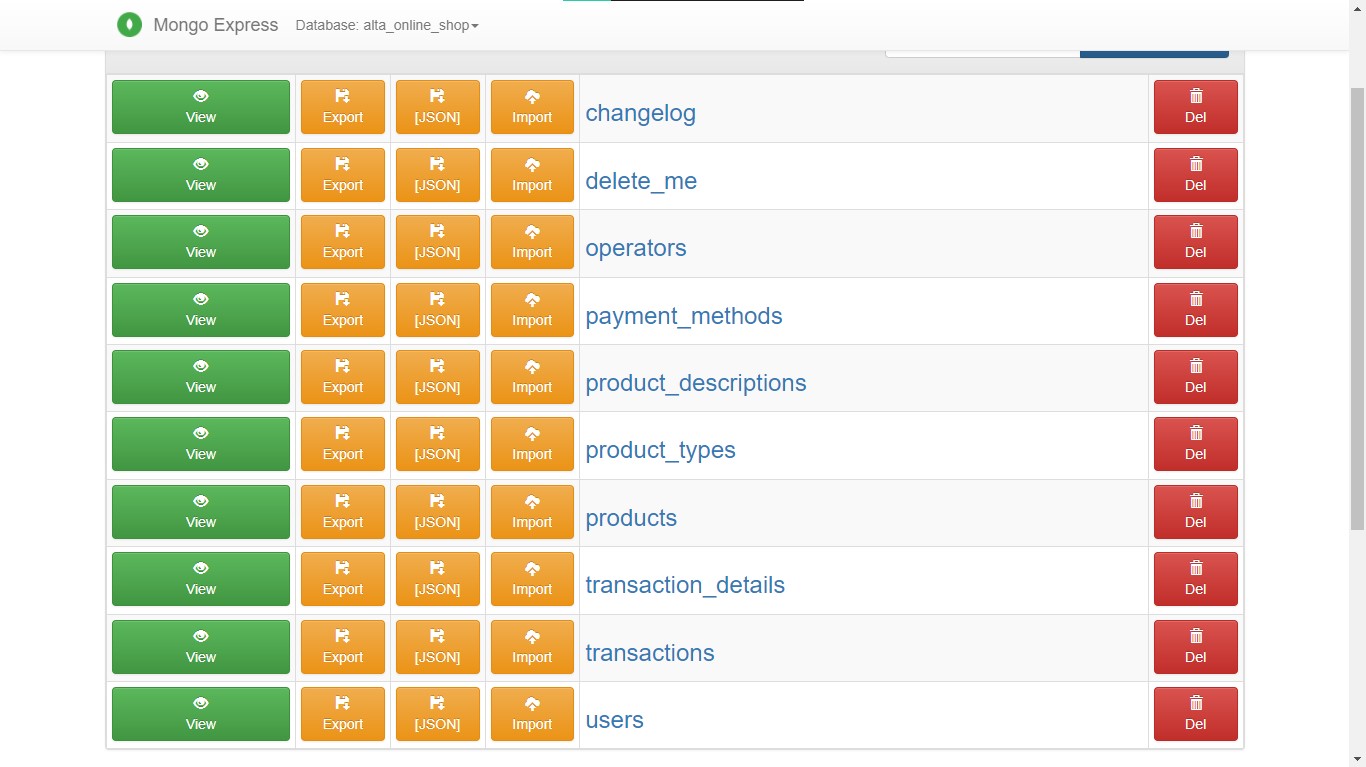 Mongo Express Database: alta_online_shop
View Export [JSON] Import changelog Del
View Export [JSON] Import delete_me Del
View Export [JSON] Import operators Del
View Export [JSON] Import payment_methods Del
View Export [JSON] Import product_descriptions Del
View Export [JSON] Import product_types Del
View Export [JSON] Import products Del
View Export [JSON] Import transaction_details Del
View Export [JSON] Import transactions Del
View Export [JSON] Import users Del